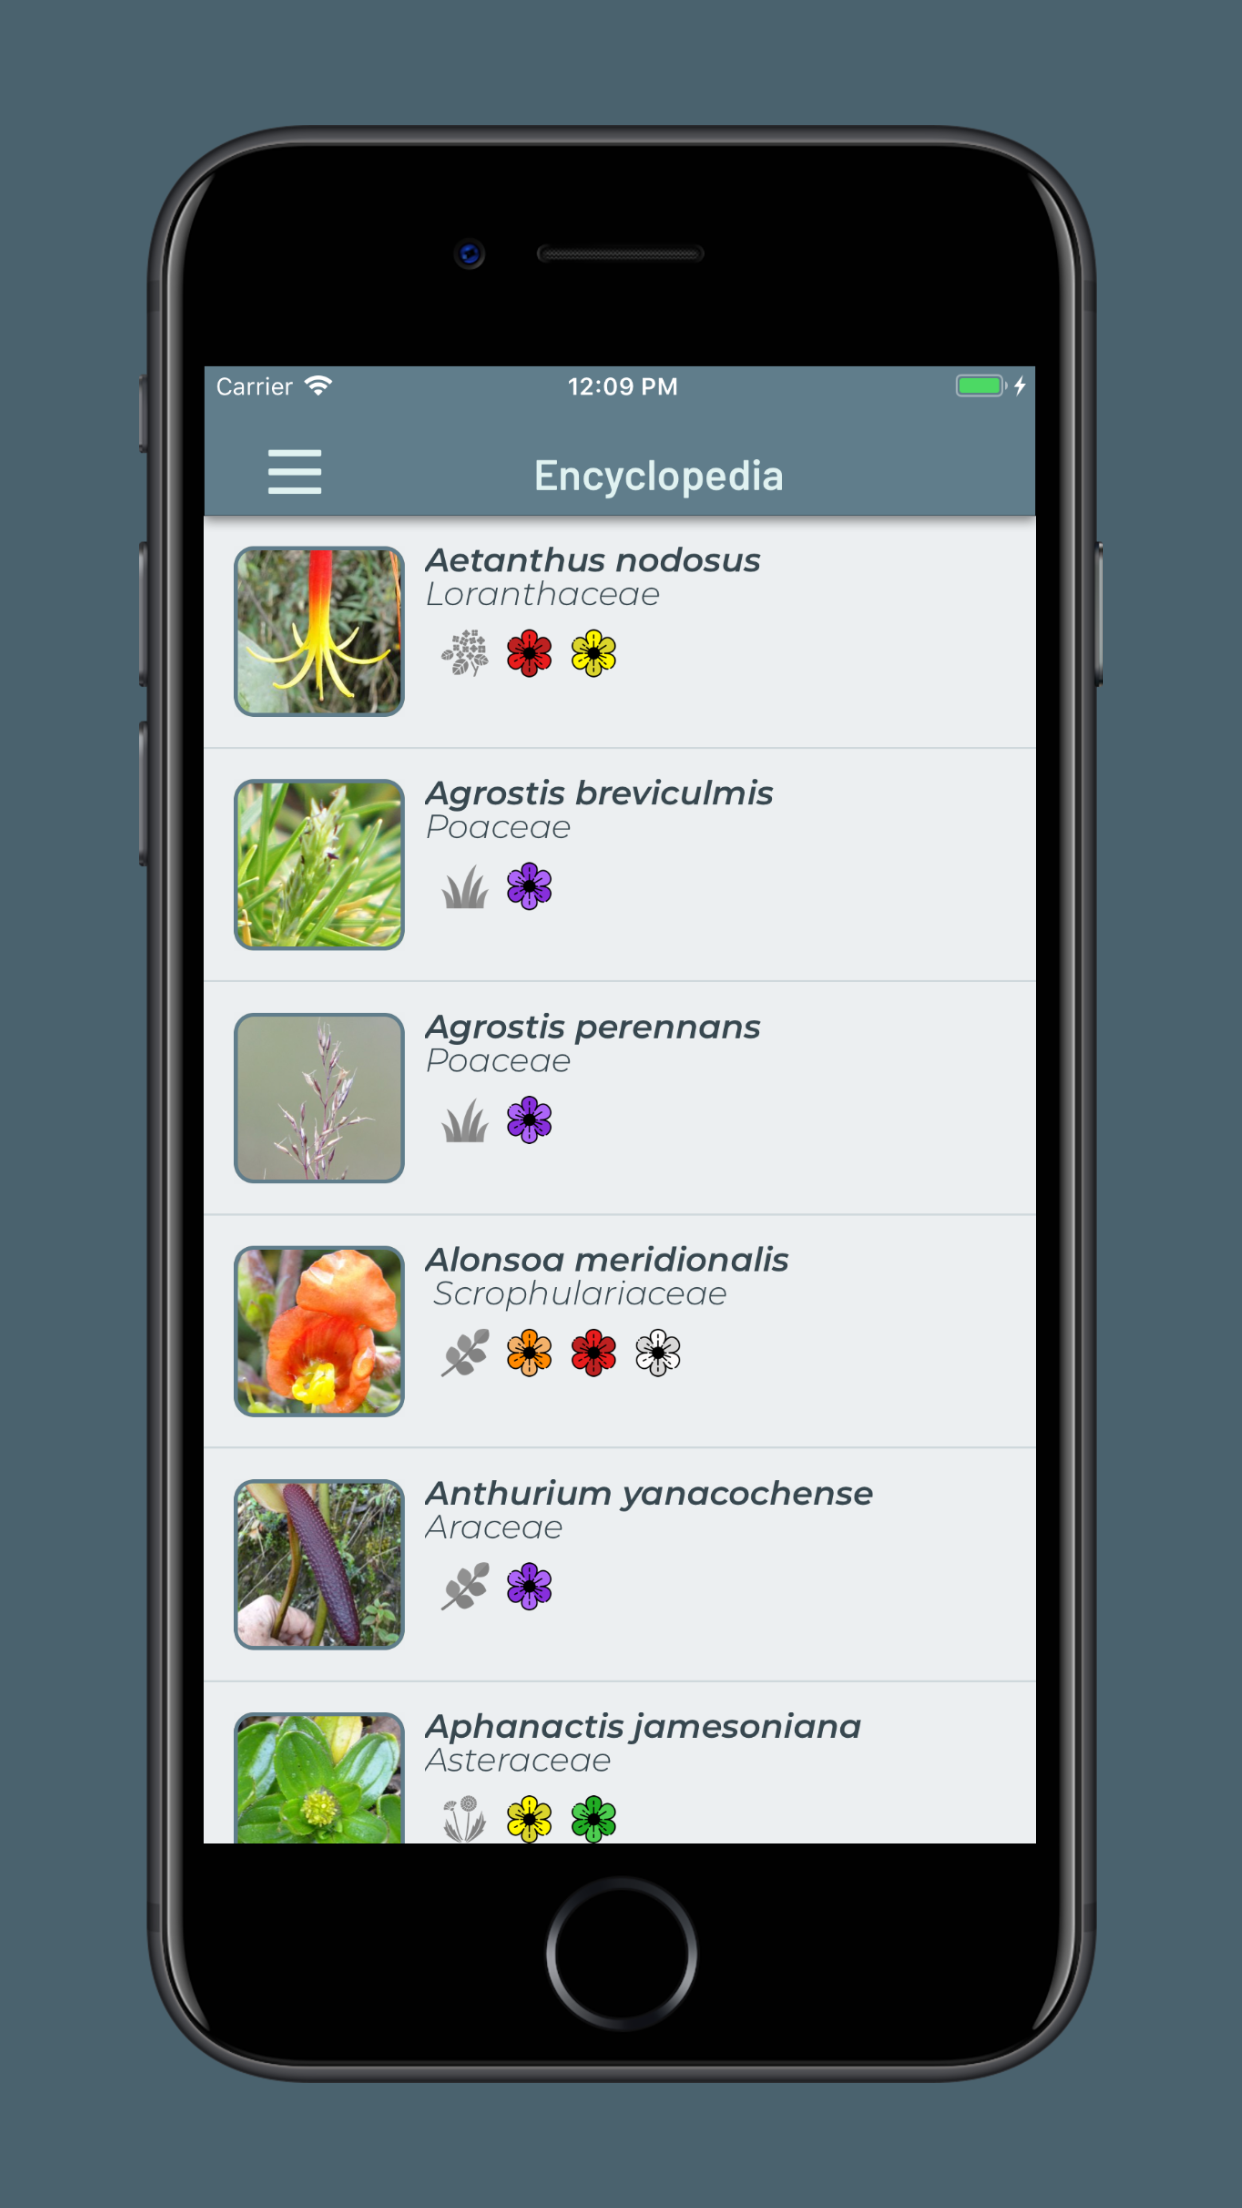 Carrier
12:09 PM
Encyclopedia
Aetanthus nodosus
Loranthaceae
Agrostis breviculmis
Poaceae
Agrostis perennans
Poaceae
Alonsoa meridionalis
Scrophulariaceae
Anthurium yanacochense
Araceae
Aphanactis jamesoniana
Asteraceae